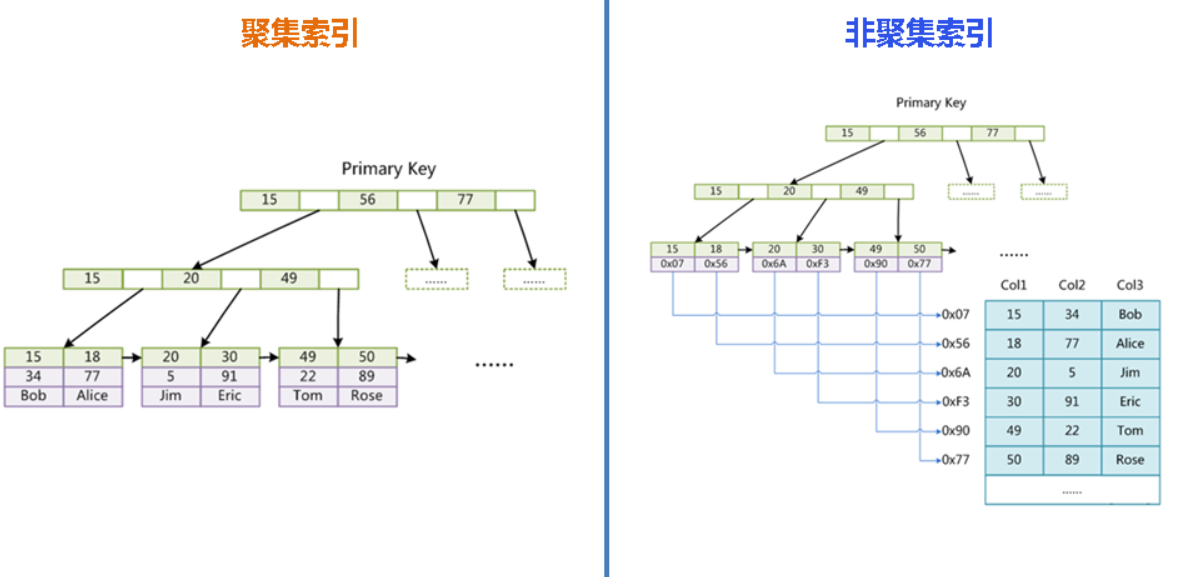 聚集索引
Primary Key
15 56 77
15 20 49
...... ......
15 18 20 30 49 50
34 77 5 91 22 89
Bob Alice Jim Eric Tom Rose
......
非聚集索引
Primary Key
15 56 77
15 20 49
...... ......
15 18 20 30 49 50
0x07 0x56 0x6A 0xF3 0x90 0x77
......
Col1 Col2 Col3
0x07 15 34 Bob
0x56 18 77 Alice
0x6A 20 5 Jim
0xF3 30 91 Eric
0x90 49 22 Tom
0x77 50 89 Rose
......